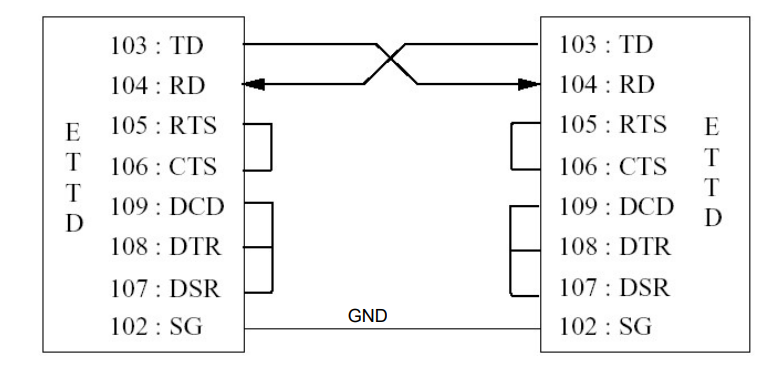 103 : TD
104 : RD
105 : RTS
106 : CTS
109 : DCD
108 : DTR
107 : DSR
102 : SG
E
T
T
D
GND
103 : TD
104 : RD
105 : RTS
106 : CTS
109 : DCD
108 : DTR
107 : DSR
102 : SG
E
T
T
D